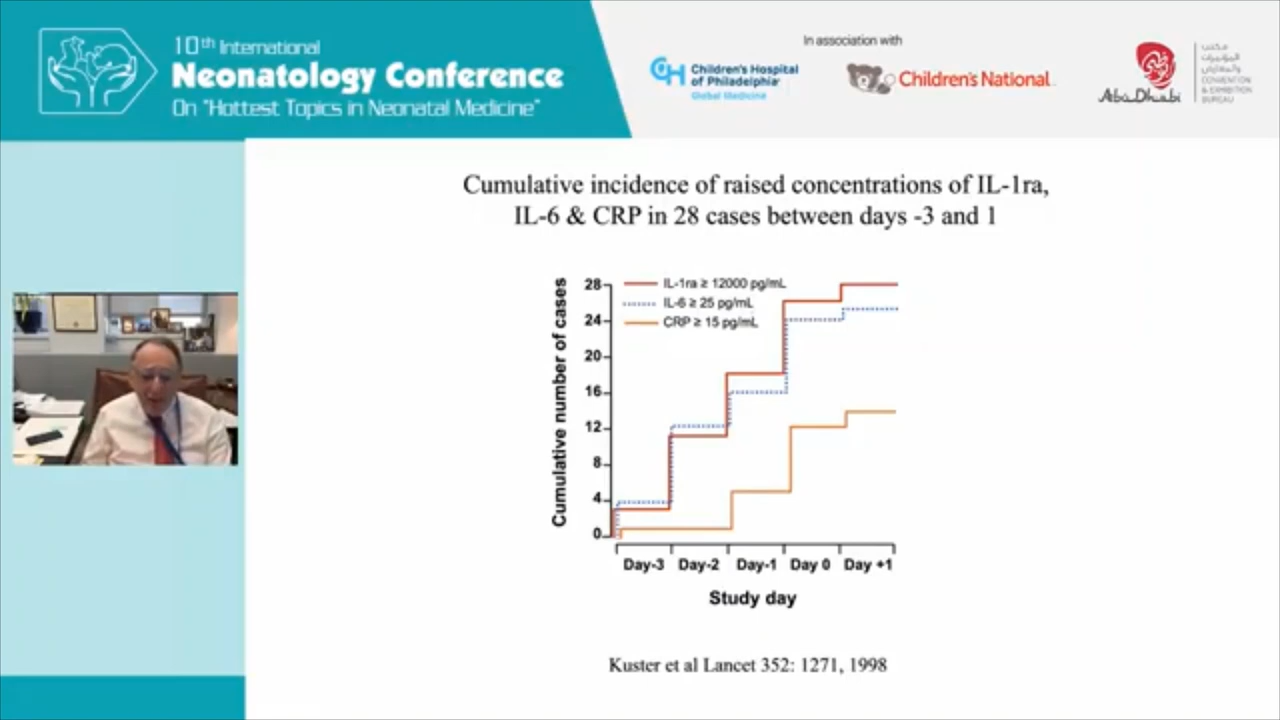 10th International
Neonatology Conference
On "Hottest Topics in Neonatal Medicine"
In association with
Children's Hospital
of Philadelphia
Global Medicine
Children's National
Abu Dhabi
مكتب
المؤتمرات
والمعارض
CONVENTION
& EXHIBITION
BUREAU
Cumulative incidence of raised concentrations of IL-1ra,
IL-6 & CRP in 28 cases between days -3 and 1
Cumulative number of cases
28
24
20
16
12
8
4
0
IL-1ra ≥ 12000 pg/mL
IL-6 ≥ 25 pg/mL
CRP ≥ 15 pg/mL
Day-3 Day-2 Day-1 Day 0 Day +1
Study day
Kuster et al Lancet 352: 1271, 1998